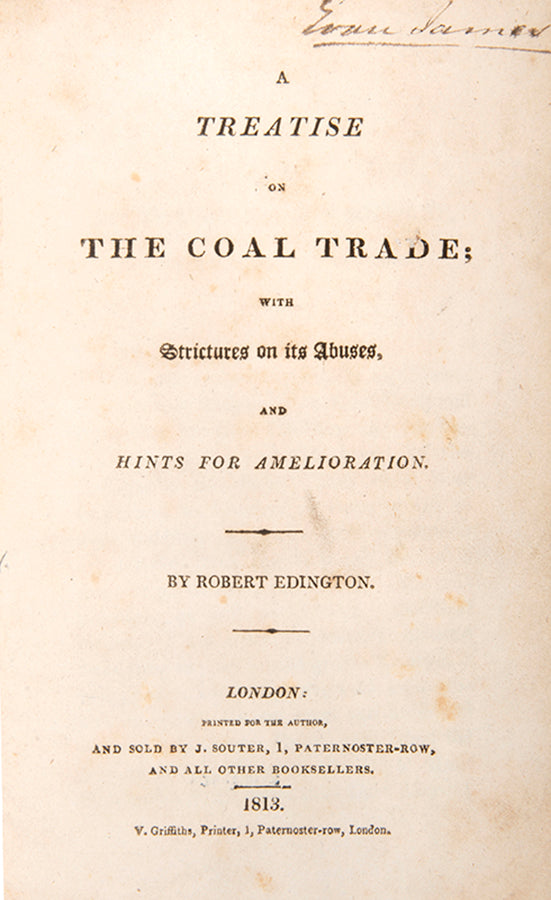 Evan James
A
TREATISE
ON
THE COAL TRADE;
WITH
Strictures on its Abuses,
AND
HINTS FOR AMELIORATION.
BY ROBERT EDINGTON.
LONDON:
PRINTED FOR THE AUTHOR,
AND SOLD BY J. SOUTER, 1, PATERNOSTER-ROW,
AND ALL OTHER BOOKSELLERS.
1813.
W. Griffiths, Printer, 1, Paternoster-row, London.